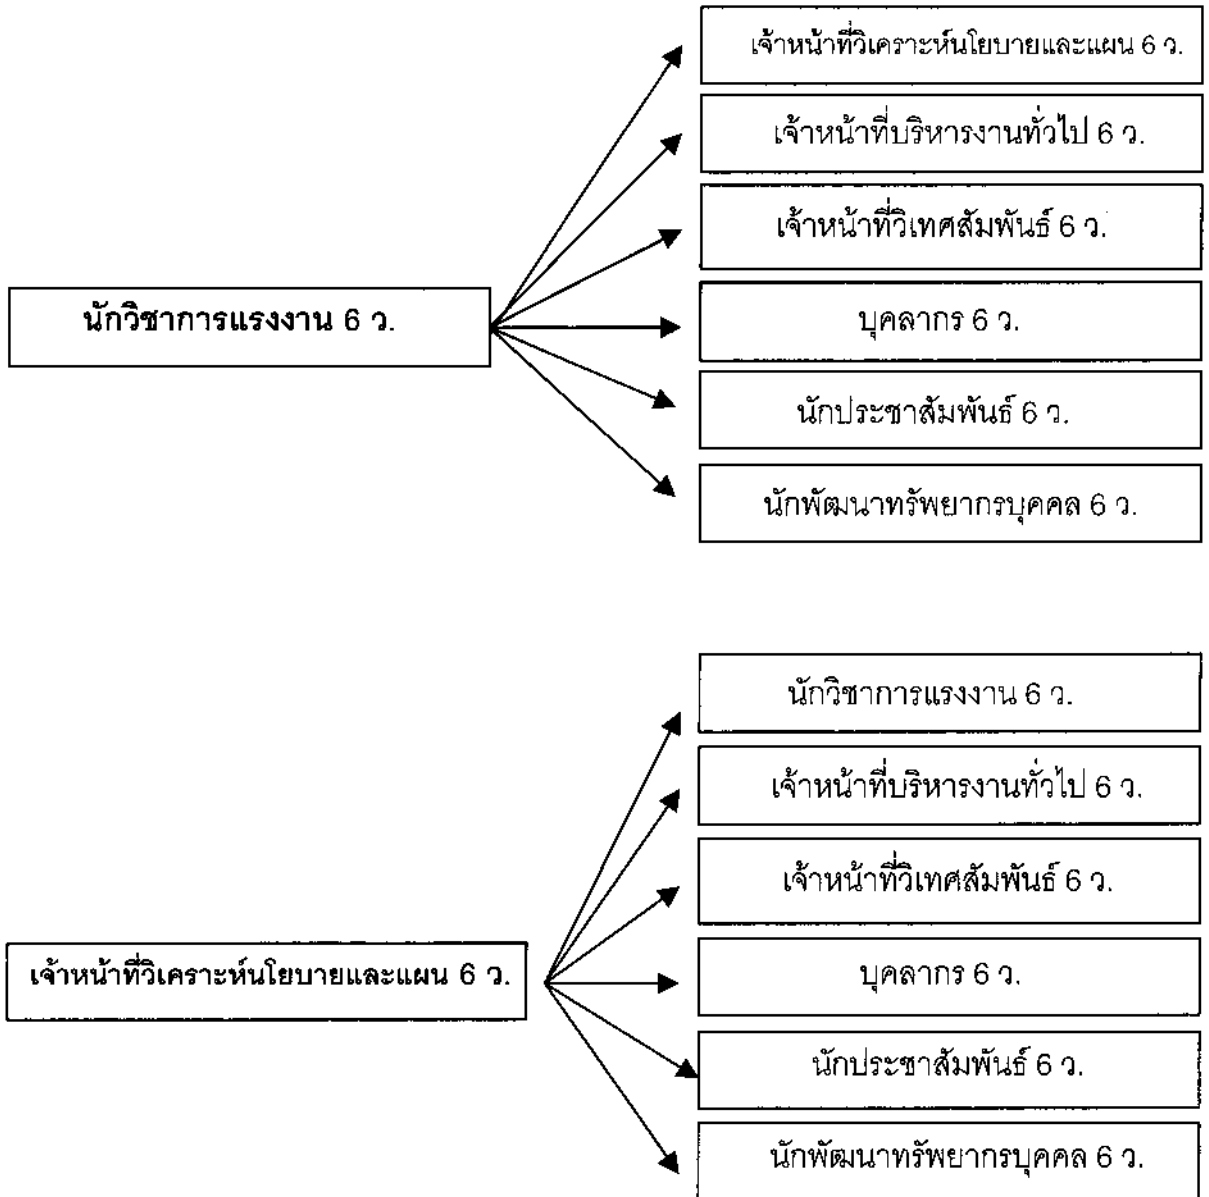 เจ้าหน้าที่วิเคราะห์นโยบายและแผน 6 ว.
เจ้าหน้าที่บริหารงานทั่วไป 6 ว.
เจ้าหน้าที่วิเทศสัมพันธ์ 6 ว.
นักวิชาการแรงงาน 6 ว.
บุคลากร 6 ว.
นักประชาสัมพันธ์ 6 ว.
นักพัฒนาทรัพยากรบุคคล 6 ว.
นักวิชาการแรงงาน 6 ว.
เจ้าหน้าที่บริหารงานทั่วไป 6 ว.
เจ้าหน้าที่วิเทศสัมพันธ์ 6 ว.
เจ้าหน้าที่วิเคราะห์นโยบายและแผน 6 ว.
บุคลากร 6 ว.
นักประชาสัมพันธ์ 6 ว.
นักพัฒนาทรัพยากรบุคคล 6 ว.